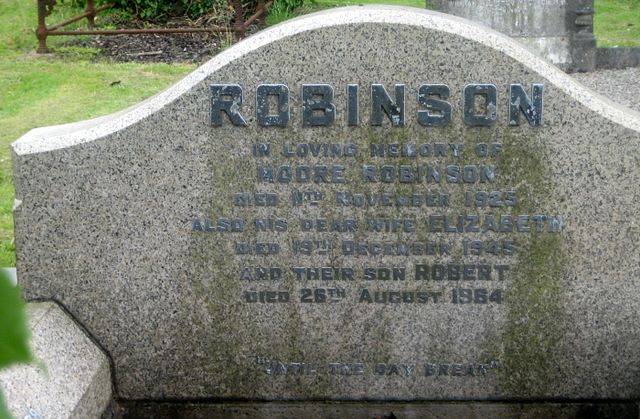 ROBINSON
IN LOVING MEMORY OF
MOORE ROBINSON
DIED 11TH NOVEMBER 1925
ALSO HIS DEAR WIFE ELIZABETH
DIED 19TH DECEMBER 1945
AND THEIR SON ROBERT
DIED 26TH AUGUST 1964
"UNTIL THE DAY BREAK"